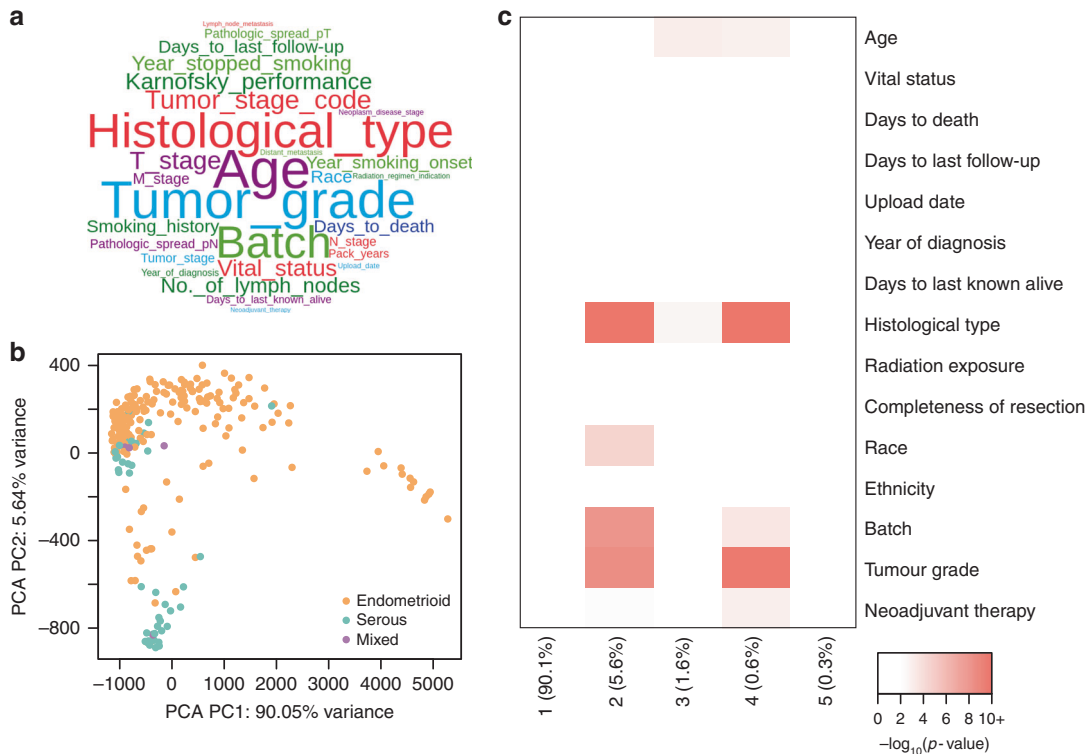 a
Lymph_node_metastasis
Pathologic_spread_pT
Days_to_last_follow-up
Year_stopped_smoking
Karnofsky_performance
Tumor_stage_code
Neoplasm_disease_stage
Histological_type
Distant_metastasis
T_stage
Age
Year_smoking_onset
M_stage
Race
Radiation_regimen_indication
Tumor_grade
Smoking_history
Batch
Days_to_death
Pathologic_spread_pN
N_stage
Tumor_stage
Pack_years
Year_of_diagnosis
Vital_status
Upload_date
No._of_lymph_nodes
Days_to_last_known_alive
Neoadjuvant_therapy
b
PCA PC2: 5.64% variance
400
0
−400
−800
Endometrioid
Serous
Mixed
−1000 0 1000 2000 3000 4000 5000
PCA PC1: 90.05% variance
c
Age
Vital status
Days to death
Days to last follow-up
Upload date
Year of diagnosis
Days to last known alive
Histological type
Radiation exposure
Completeness of resection
Race
Ethnicity
Batch
Tumour grade
Neoadjuvant therapy
1 (90.1%)
2 (5.6%)
3 (1.6%)
4 (0.6%)
5 (0.3%)
0 2 4 6 8 10+
−log10(p-value)